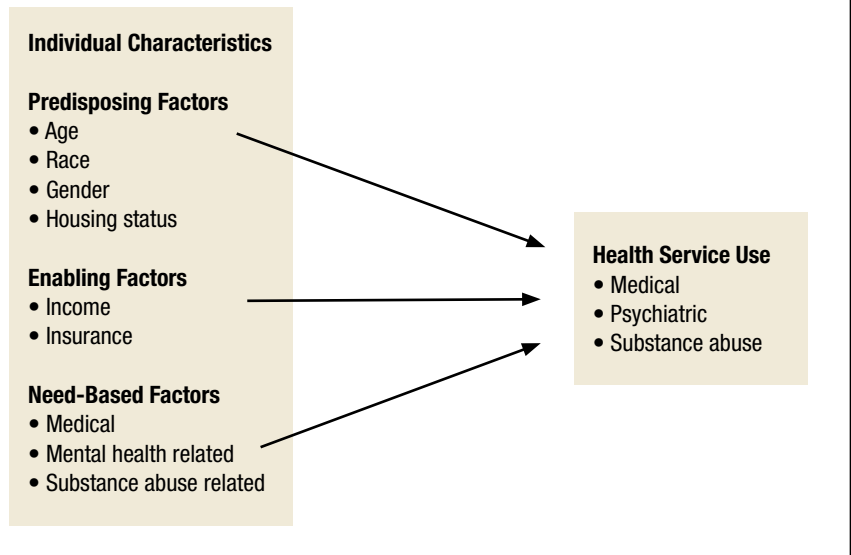 Individual Characteristics
Predisposing Factors
• Age
• Race
• Gender
• Housing status
Enabling Factors
• Income
• Insurance
Need-Based Factors
• Medical
• Mental health related
• Substance abuse related
Health Service Use
• Medical
• Psychiatric
• Substance abuse